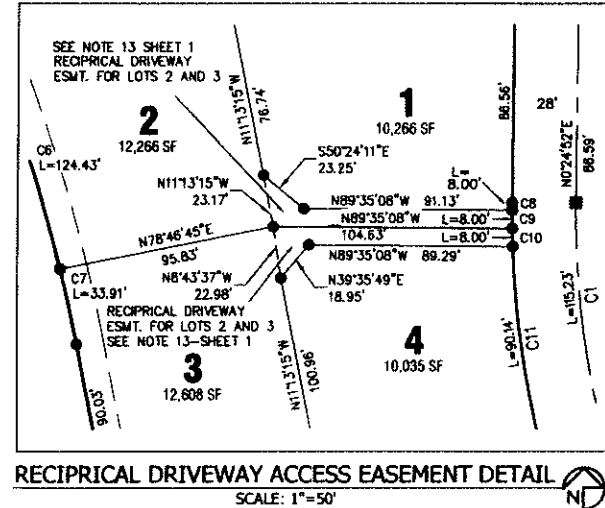 SEE NOTE 13 SHEET 1
RECIPRICAL DRIVEWAY
ESMT. FOR LOTS 2 AND 3
2
12,266 SF
N11°13'15"W
76.74'
1
10,266 SF
86.56'
28'
N0°24'52"E
86.59'
C6
L=124.43'
S50°24'11"E
23.25'
N11°13'15"W
23.17'
L=
8.00'
C8
N89°35'08"W
91.13'
N89°35'08"W
L=8.00'
C9
104.63'
L=8.00'
C10
N89°35'08"W
89.29'
N78°46'45"E
95.83'
N8°43'37"W
22.98'
N39°35'49"E
18.95'
C7
L=33.91'
RECIPRICAL DRIVEWAY
ESMT. FOR LOTS 2 AND 3
SEE NOTE 13-SHEET 1
3
12,608 SF
90.03'
N11°13'15"W
100.96'
4
10,035 SF
L=90.14'
C11
L=115.23'
C1
RECIPRICAL DRIVEWAY ACCESS EASEMENT DETAIL
N
SCALE: 1"=50'